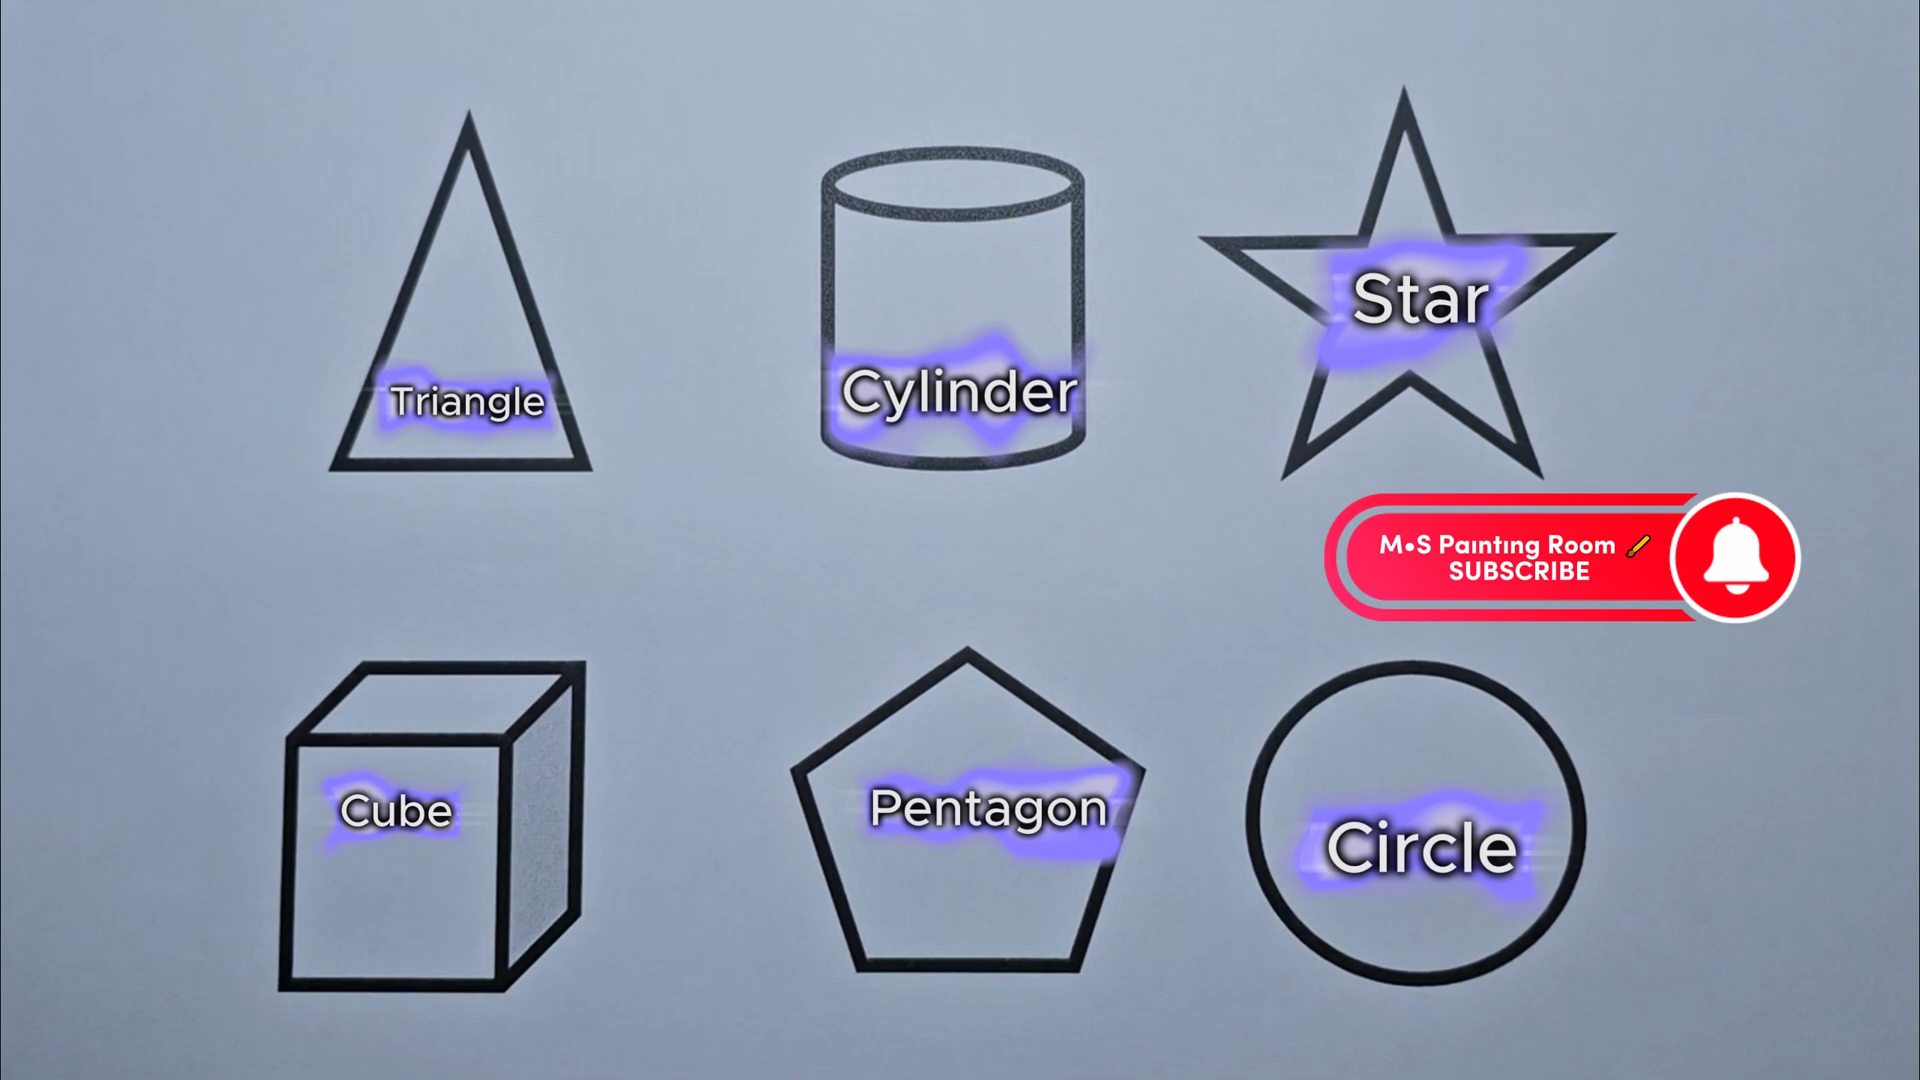 Triangle
Cylinder
Star
M•S Painting Room
SUBSCRIBE
Cube
Pentagon
Circle